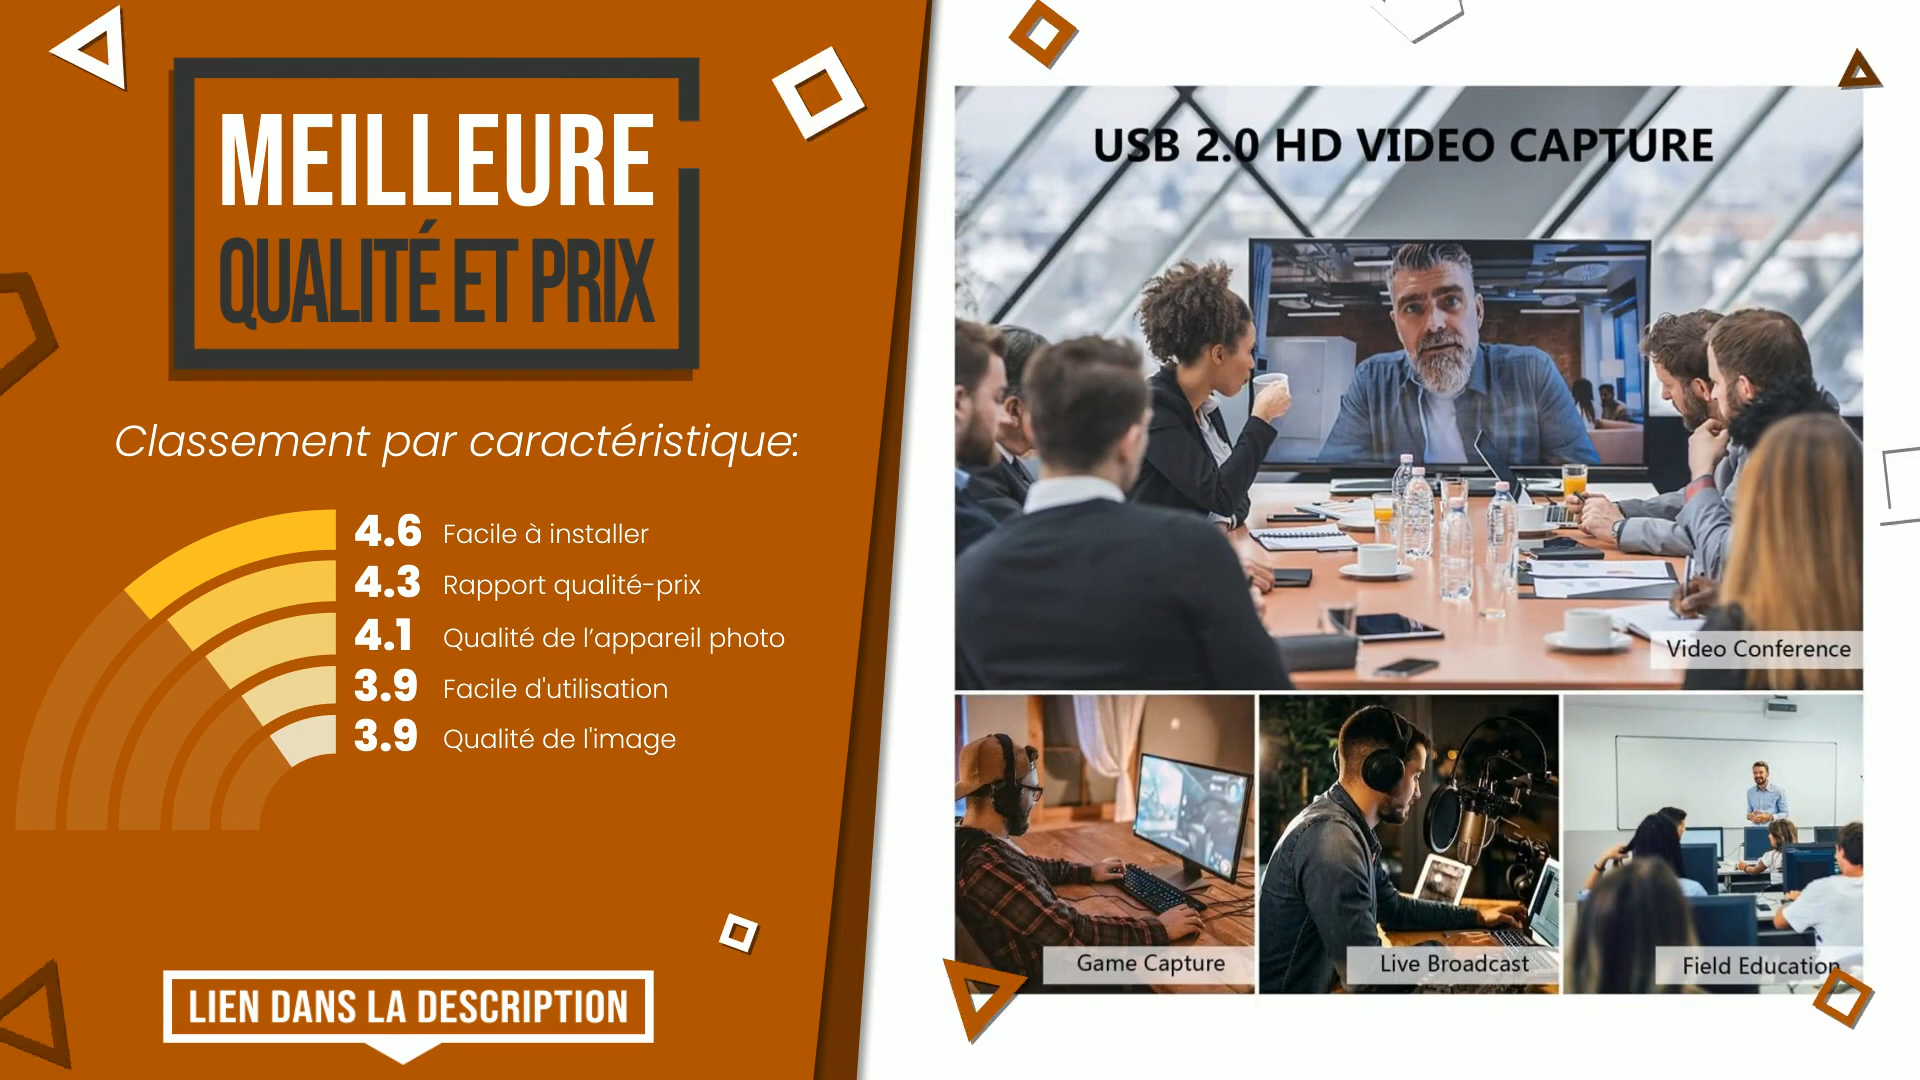 MEILLEURE
QUALITÉ ET PRIX
Classement par caractéristique:
4.6 Facile à installer
4.3 Rapport qualité-prix
4.1 Qualité de l’appareil photo
3.9 Facile d'utilisation
3.9 Qualité de l'image
LIEN DANS LA DESCRIPTION
USB 2.0 HD VIDEO CAPTURE
Video Conference
Game Capture
Live Broadcast
Field Education